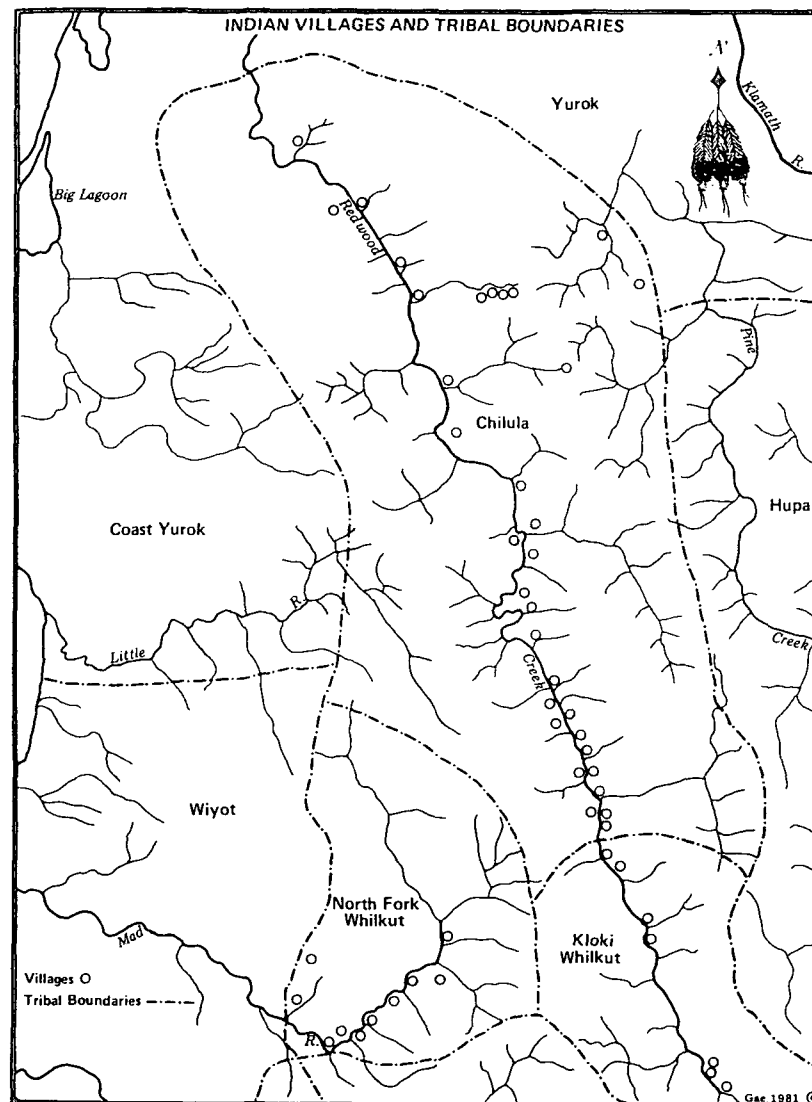 INDIAN VILLAGES AND TRIBAL BOUNDARIES
N
Yurok
Klamath
R.
Big Lagoon
Redwood
Pine
Chilula
Hupa
Coast Yurok
R.
Little
Creek
Creek
Wiyot
North Fork
Whilkut
Mad
Kloki
Whilkut
Villages O
Tribal Boundaries
R.
Gae 1981